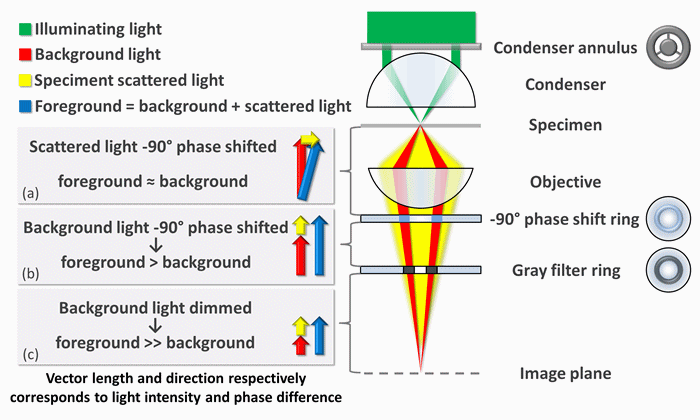 Illuminating light
Background light
Speciment scattered light
Foreground = background + scattered light
Scattered light -90° phase shifted
foreground ≈ background
(a)
Background light -90° phase shifted
↓
foreground > background
(b)
Background light dimmed
↓
foreground >> background
(c)
Vector length and direction respectively
corresponds to light intensity and phase difference
Condenser annulus
Condenser
Specimen
Objective
-90° phase shift ring
Gray filter ring
Image plane